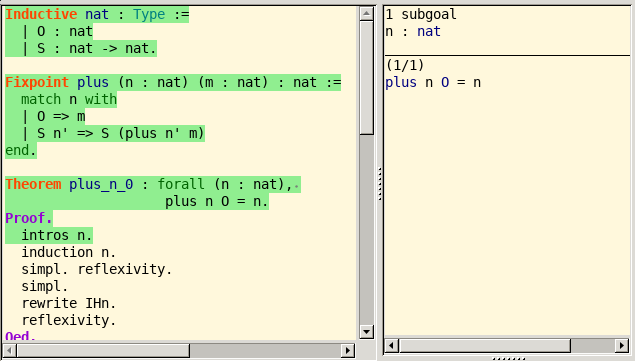 Inductive nat : Type :=
  | O : nat
  | S : nat -> nat.
Fixpoint plus (n : nat) (m : nat) : nat :=
  match n with
  | O => m
  | S n' => S (plus n' m)
end.
Theorem plus_n_0 : forall (n : nat),
                   plus n O = n.
Proof.
  intros n.
  induction n.
  simpl. reflexivity.
  simpl.
  rewrite IHn.
  reflexivity.
Qed.
1 subgoal
n : nat
(1/1)
plus n O = n